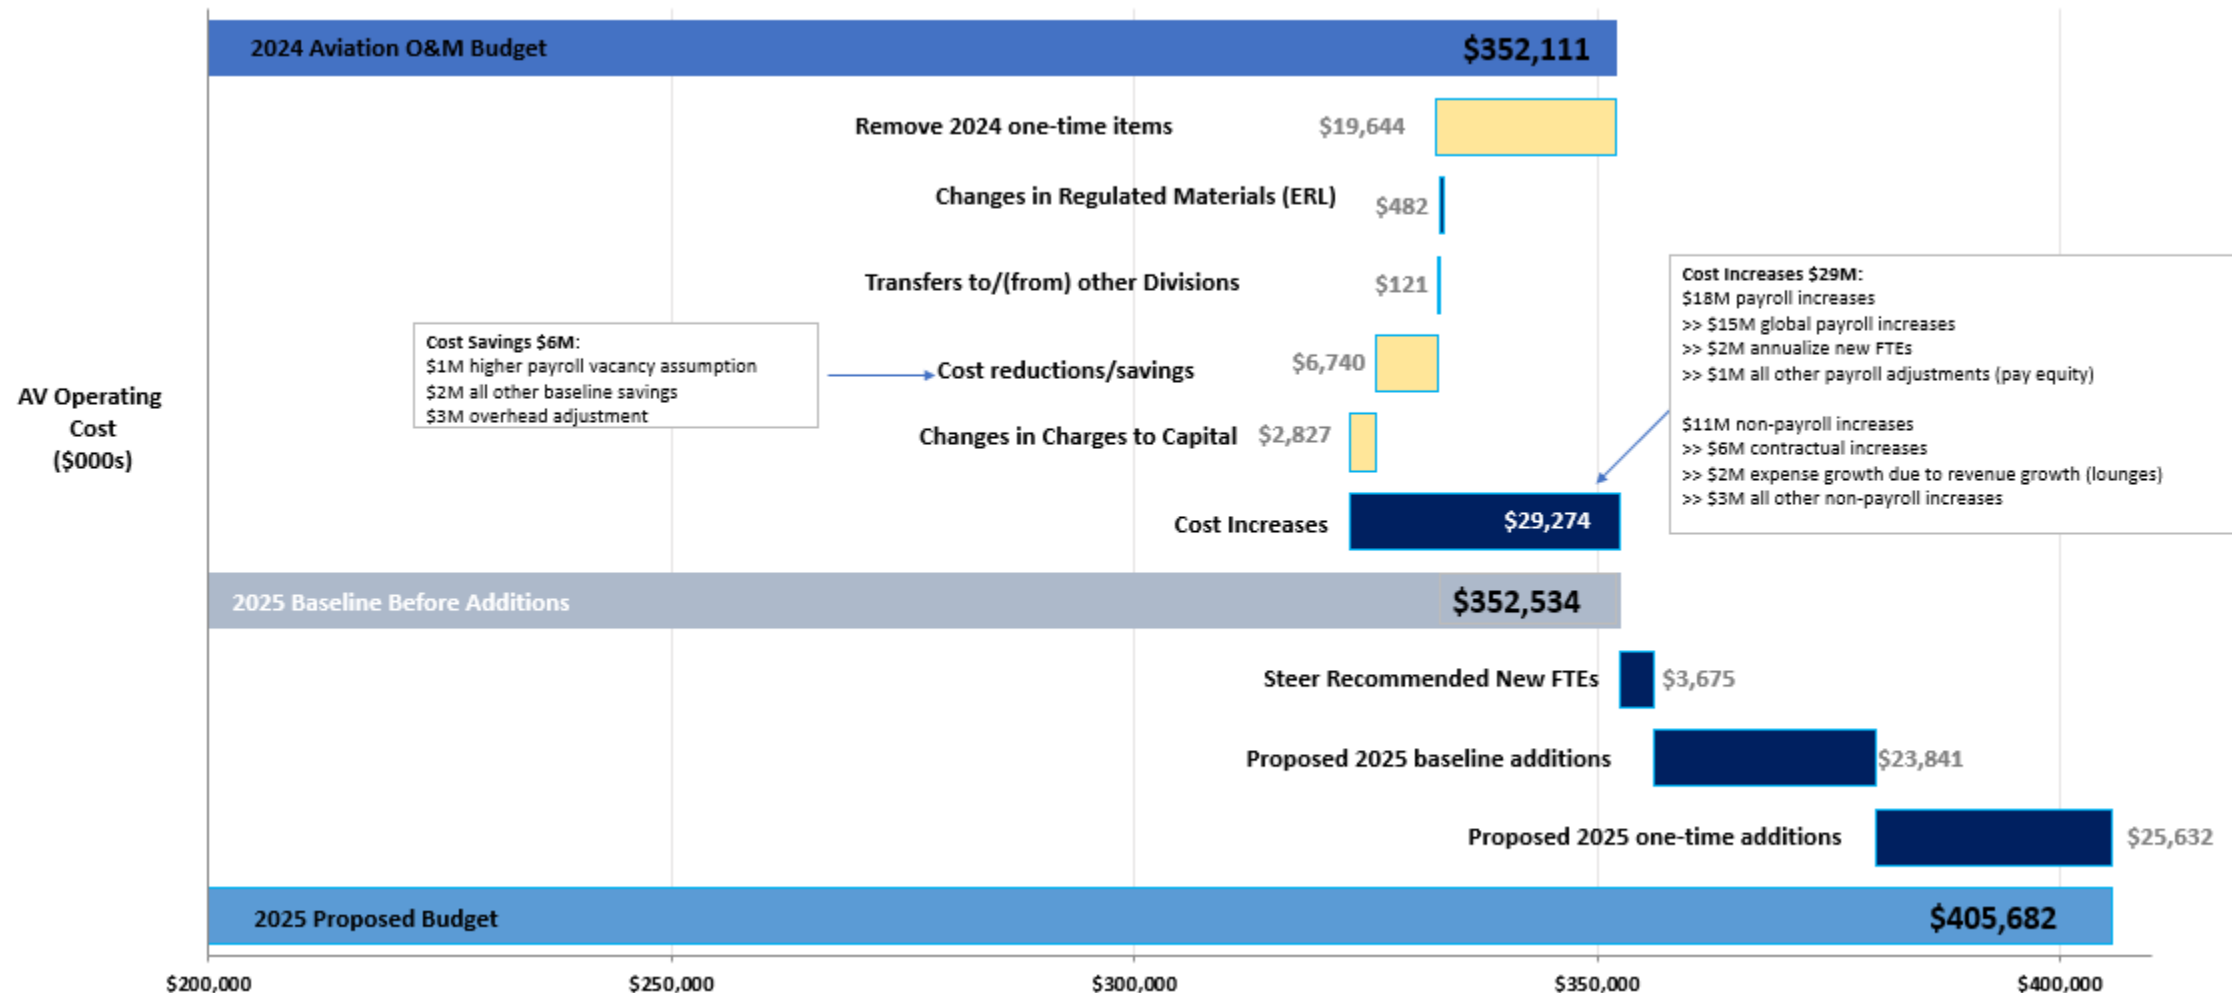 2024 Aviation O&M Budget $352,111
Remove 2024 one-time items $19,644
Changes in Regulated Materials (ERL) $482
Transfers to/(from) other Divisions $121
Cost Savings $6M:
$1M higher payroll vacancy assumption
$2M all other baseline savings
$3M overhead adjustment
Cost reductions/savings $6,740
Changes in Charges to Capital $2,827
Cost Increases $29M:
$18M payroll increases
>> $15M global payroll increases
>> $2M annualize new FTEs
>> $1M all other payroll adjustments (pay equity)
$11M non-payroll increases
>> $6M contractual increases
>> $2M expense growth due to revenue growth (lounges)
>> $3M all other non-payroll increases
AV Operating
Cost
($000s)
Cost Increases $29,274
2025 Baseline Before Additions $352,534
Steer Recommended New FTEs $3,675
Proposed 2025 baseline additions $23,841
Proposed 2025 one-time additions $25,632
2025 Proposed Budget $405,682
$200,000 $250,000 $300,000 $350,000 $400,000